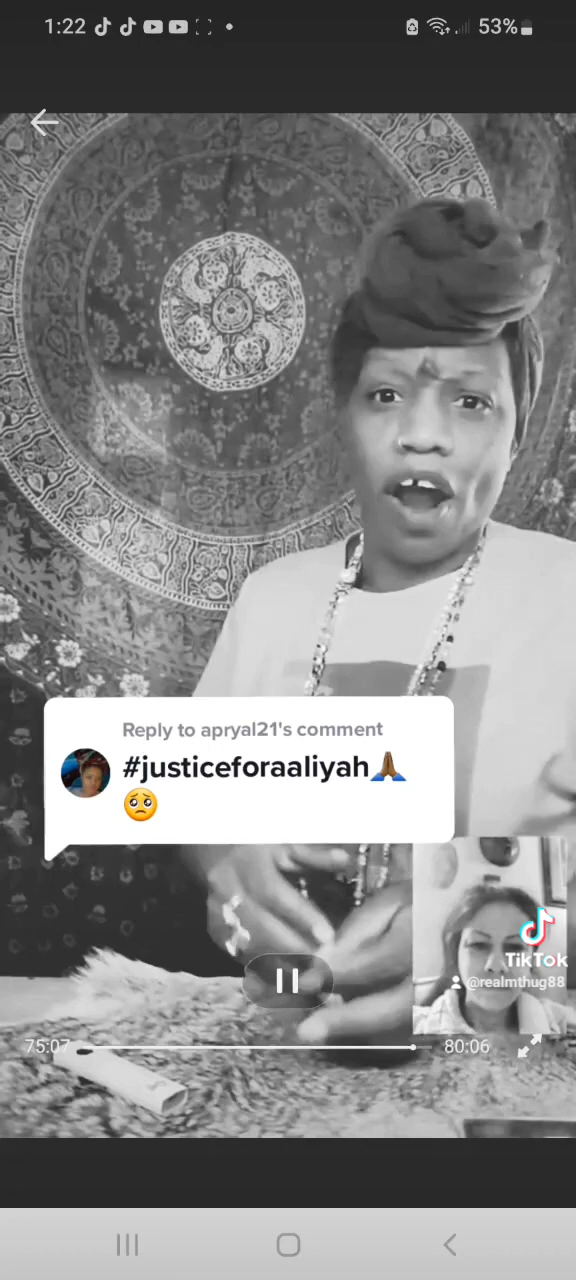 1:22
53%
Reply to apryal21's comment
#justiceforaaliyah🙏🏾
🥺
TikTok
@realmthug88
75:07
80:06